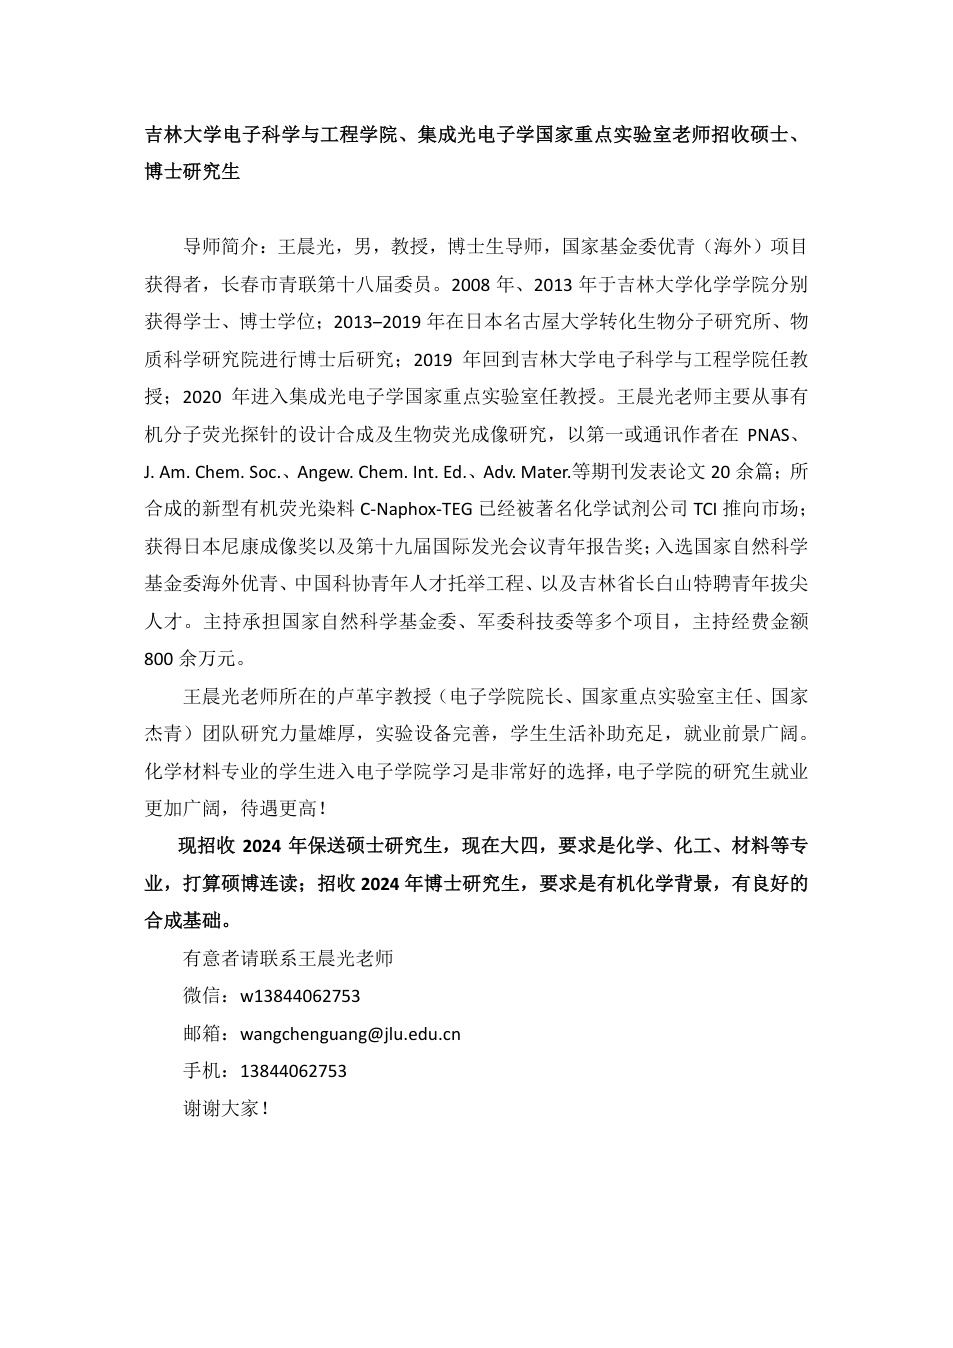 吉林大学电子科学与工程学院、集成光电子学国家重点实验室老师招收硕士、
博士研究生
导师简介：王晨光，男，教授，博士生导师，国家基金委优青（海外）项目
获得者，长春市青联第十八届委员。2008 年、2013 年于吉林大学化学学院分别
获得学士、博士学位；2013–2019 年在日本名古屋大学转化生物分子研究所、物
质科学研究院进行博士后研究；2019 年回到吉林大学电子科学与工程学院任教
授；2020 年进入集成光电子学国家重点实验室任教授。王晨光老师主要从事有
机分子荧光探针的设计合成及生物荧光成像研究，以第一或通讯作者在 PNAS、
J. Am. Chem. Soc.、Angew. Chem. Int. Ed.、Adv. Mater.等期刊发表论文 20 余篇；所
合成的新型有机荧光染料 C-Naphox-TEG 已经被著名化学试剂公司 TCI 推向市场；
获得日本尼康成像奖以及第十九届国际发光会议青年报告奖；入选国家自然科学
基金委海外优青、中国科协青年人才托举工程、以及吉林省长白山特聘青年拔尖
人才。主持承担国家自然科学基金委、军委科技委等多个项目，主持经费金额
800 余万元。
王晨光老师所在的卢革宇教授（电子学院院长、国家重点实验室主任、国家
杰青）团队研究力量雄厚，实验设备完善，学生生活补助充足，就业前景广阔。
化学材料专业的学生进入电子学院学习是非常好的选择，电子学院的研究生就业
更加广阔，待遇更高！
现招收 2024 年保送硕士研究生，现在大四，要求是化学、化工、材料等专
业，打算硕博连读；招收 2024 年博士研究生，要求是有机化学背景，有良好的
合成基础。
有意者请联系王晨光老师
微信：w13844062753
邮箱：wangchenguang@jlu.edu.cn
手机：13844062753
谢谢大家！